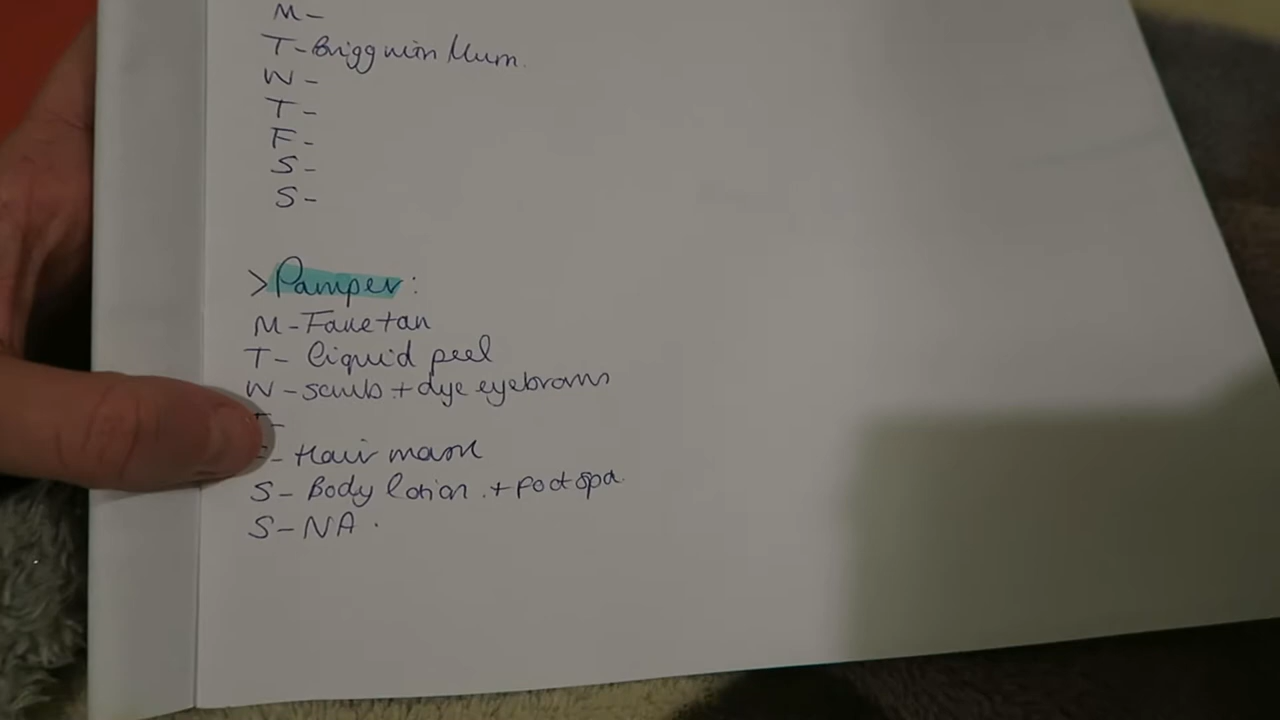 M -
T - Brigg with Mum.
W -
T -
F -
S -
S -
> Pamper:
M - Fake tan
T - liquid peel
W - scrub + dye eyebrows
T -
- Hair mask
S - Body lotion. + foot spa.
S - NA.